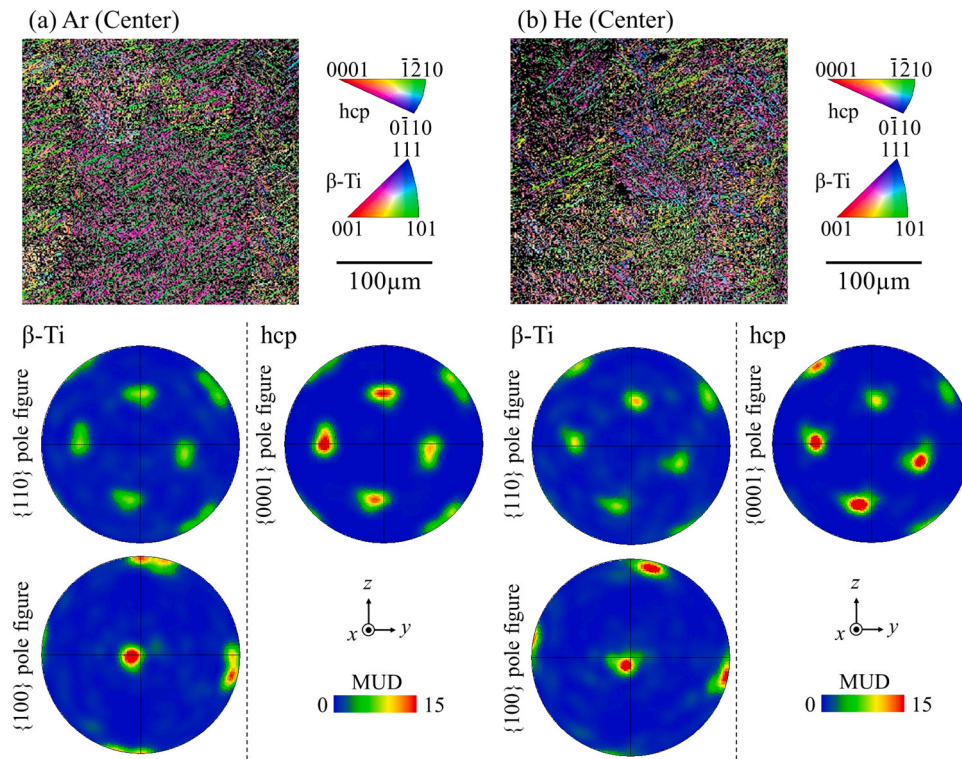 (a) Ar (Center)
0001 1̄2̄10
hcp
01̄10
111
β-Ti
001 101
100μm
β-Ti
hcp
{110} pole figure
{0001} pole figure
{100} pole figure
z
x y
MUD
0 15
(b) He (Center)
0001 1̄2̄10
hcp
01̄10
111
β-Ti
001 101
100μm
β-Ti
hcp
{110} pole figure
{0001} pole figure
{100} pole figure
z
x y
MUD
0 15